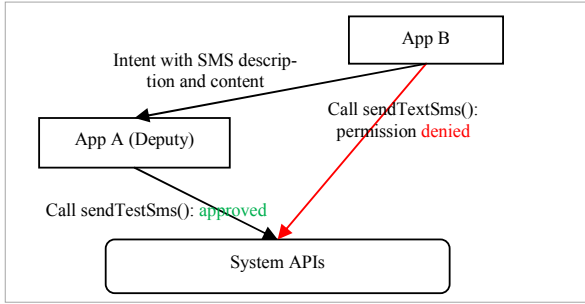 App B
Intent with SMS descrip-
tion and content
Call sendTextSms():
permission denied
App A (Deputy)
Call sendTestSms(): approved
System APIs